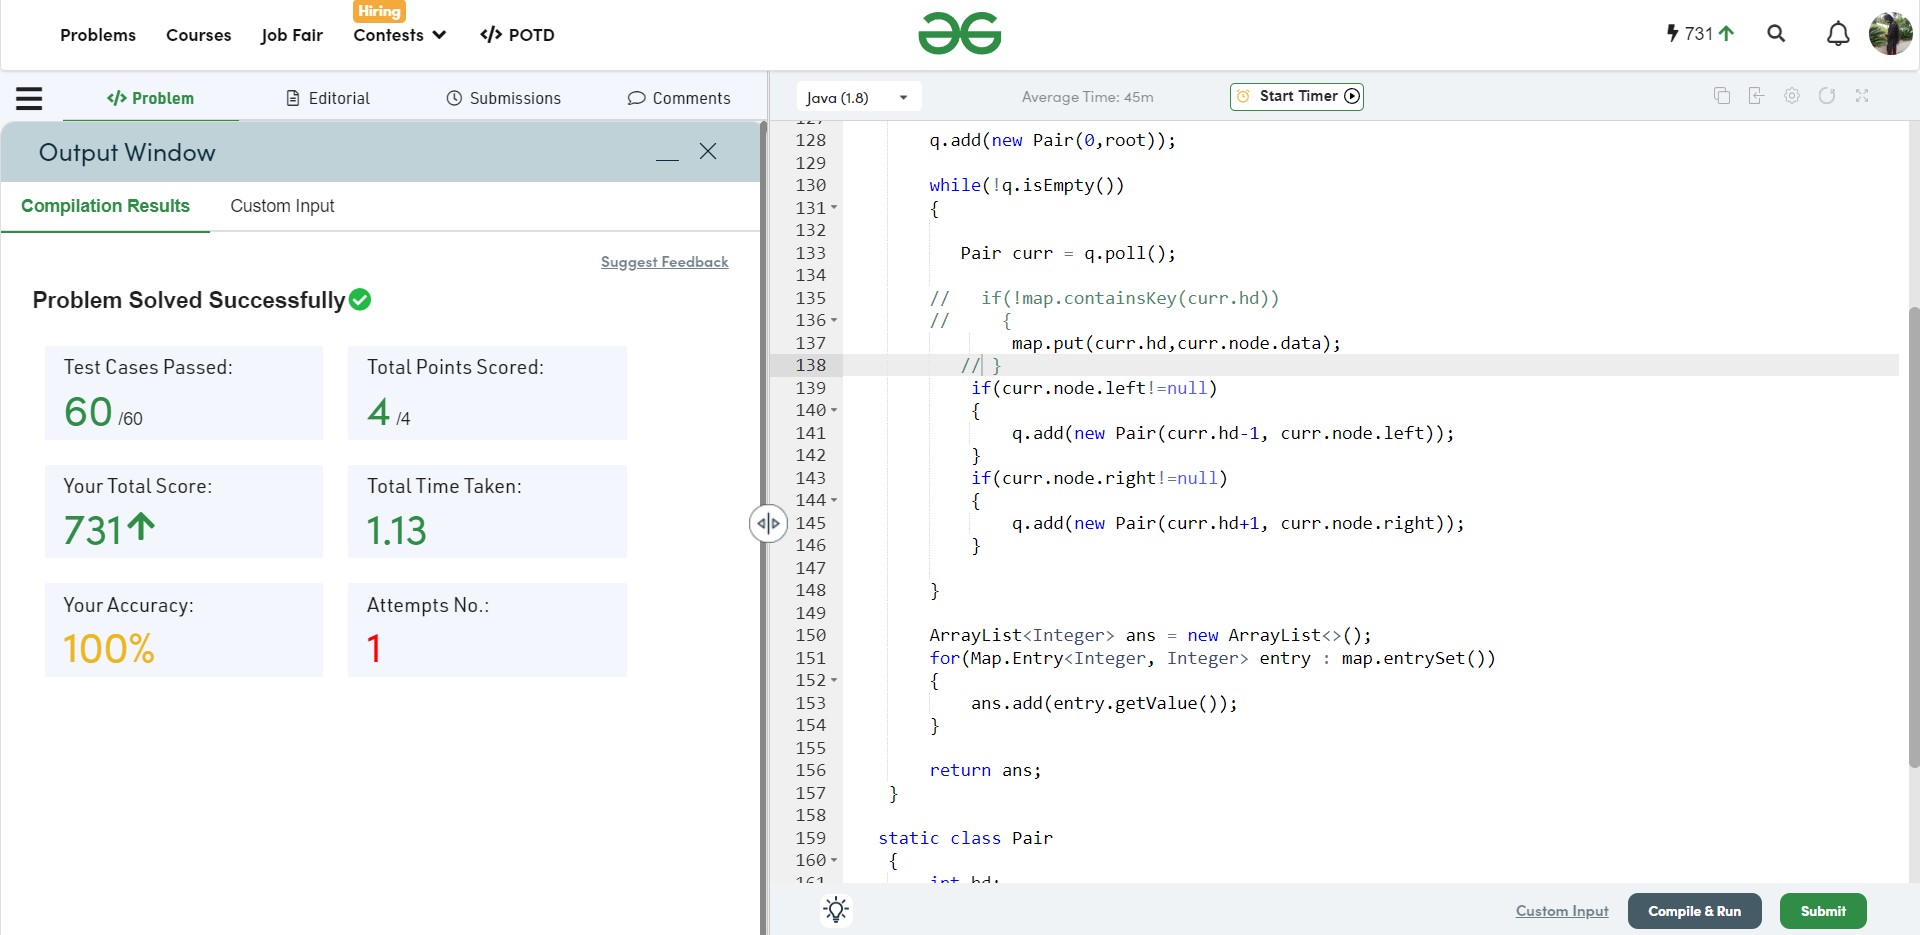 Hiring
Problems Courses Job Fair Contests </> POTD
731
</> Problem Editorial Submissions Comments
Java (1.8) Average Time: 45m Start Timer
Output Window
Compilation Results Custom Input
Suggest Feedback
Problem Solved Successfully
Test Cases Passed: Total Points Scored:
60 /60 4 /4
Your Total Score: Total Time Taken:
731 1.13
Your Accuracy: Attempts No.:
100% 1
127
128 q.add(new Pair(0,root));
129
130 while(!q.isEmpty())
131 {
132
133 Pair curr = q.poll();
134
135 // if(!map.containsKey(curr.hd))
136 // {
137 map.put(curr.hd,curr.node.data);
138 // }
139 if(curr.node.left!=null)
140 {
141 q.add(new Pair(curr.hd-1, curr.node.left));
142 }
143 if(curr.node.right!=null)
144 {
145 q.add(new Pair(curr.hd+1, curr.node.right));
146 }
147
148 }
149
150 ArrayList<Integer> ans = new ArrayList<>();
151 for(Map.Entry<Integer, Integer> entry : map.entrySet())
152 {
153 ans.add(entry.getValue());
154 }
155
156 return ans;
157 }
158
159 static class Pair
160 {
161 int hd;
Custom Input Compile & Run Submit